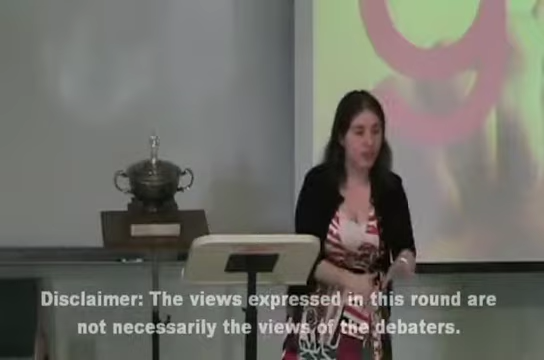 Disclaimer: The views expressed in this round are
not necessarily the views of the debaters.